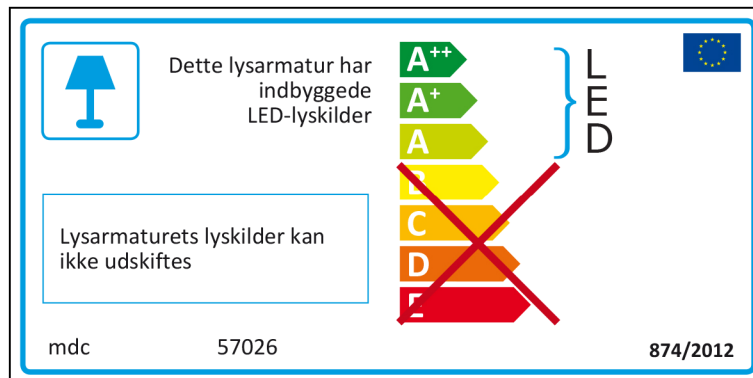 Dette lysarmatur har
indbyggede
LED-lyskilder
A++
A+
A
B
C
D
E
L
E
D
Lysarmaturets lyskilder kan
ikke udskiftes
mdc 57026 874/2012